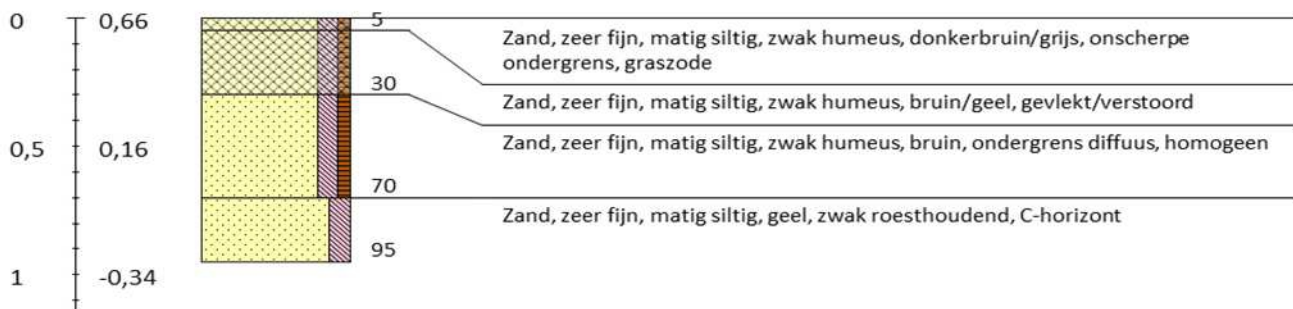 0
0,66
5
Zand, zeer fijn, matig siltig, zwak humeus, donkerbruin/grijs, onscherpe
ondergrens, graszode
30
Zand, zeer fijn, matig siltig, zwak humeus, bruin/geel, gevlekt/verstoord
0,5
0,16
Zand, zeer fijn, matig siltig, zwak humeus, bruin, ondergrens diffuus, homogeen
70
Zand, zeer fijn, matig siltig, geel, zwak roesthoudend, C-horizont
95
1
-0,34